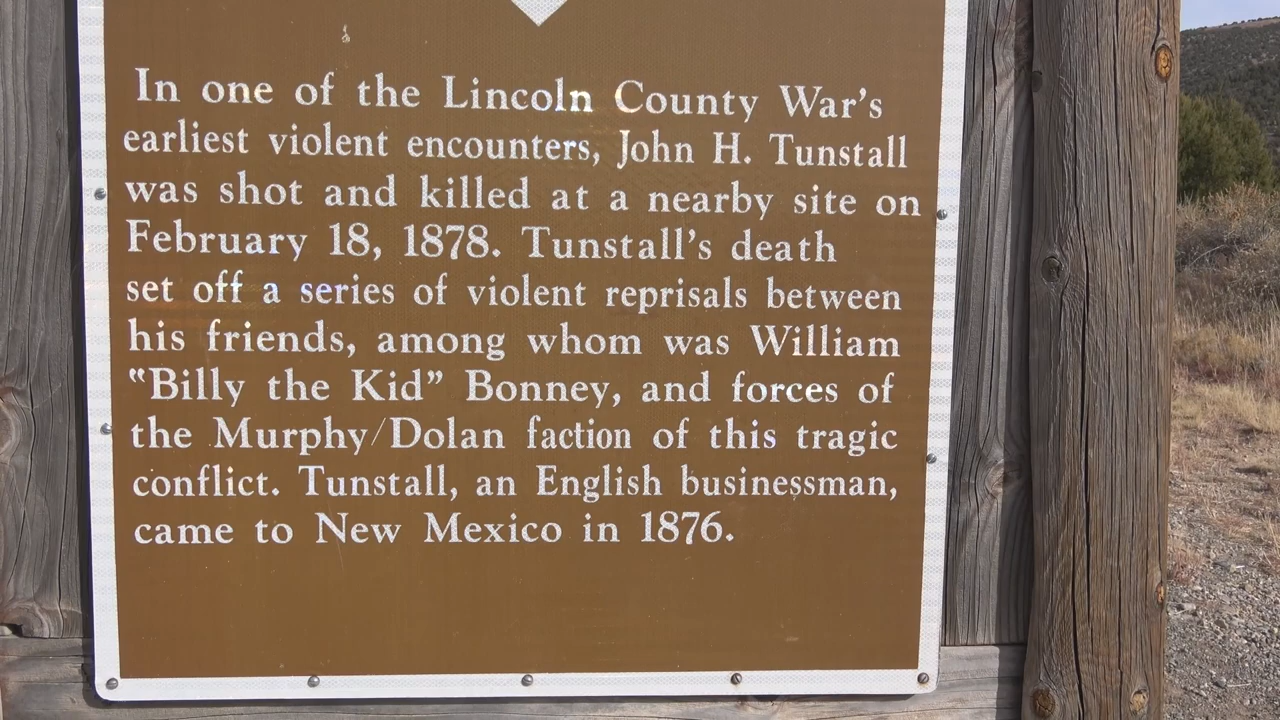 In one of the Lincoln County War's
earliest violent encounters, John H. Tunstall
was shot and killed at a nearby site on
February 18, 1878. Tunstall's death
set off a series of violent reprisals between
his friends, among whom was William
“Billy the Kid” Bonney, and forces of
the Murphy/Dolan faction of this tragic
conflict. Tunstall, an English businessman,
came to New Mexico in 1876.